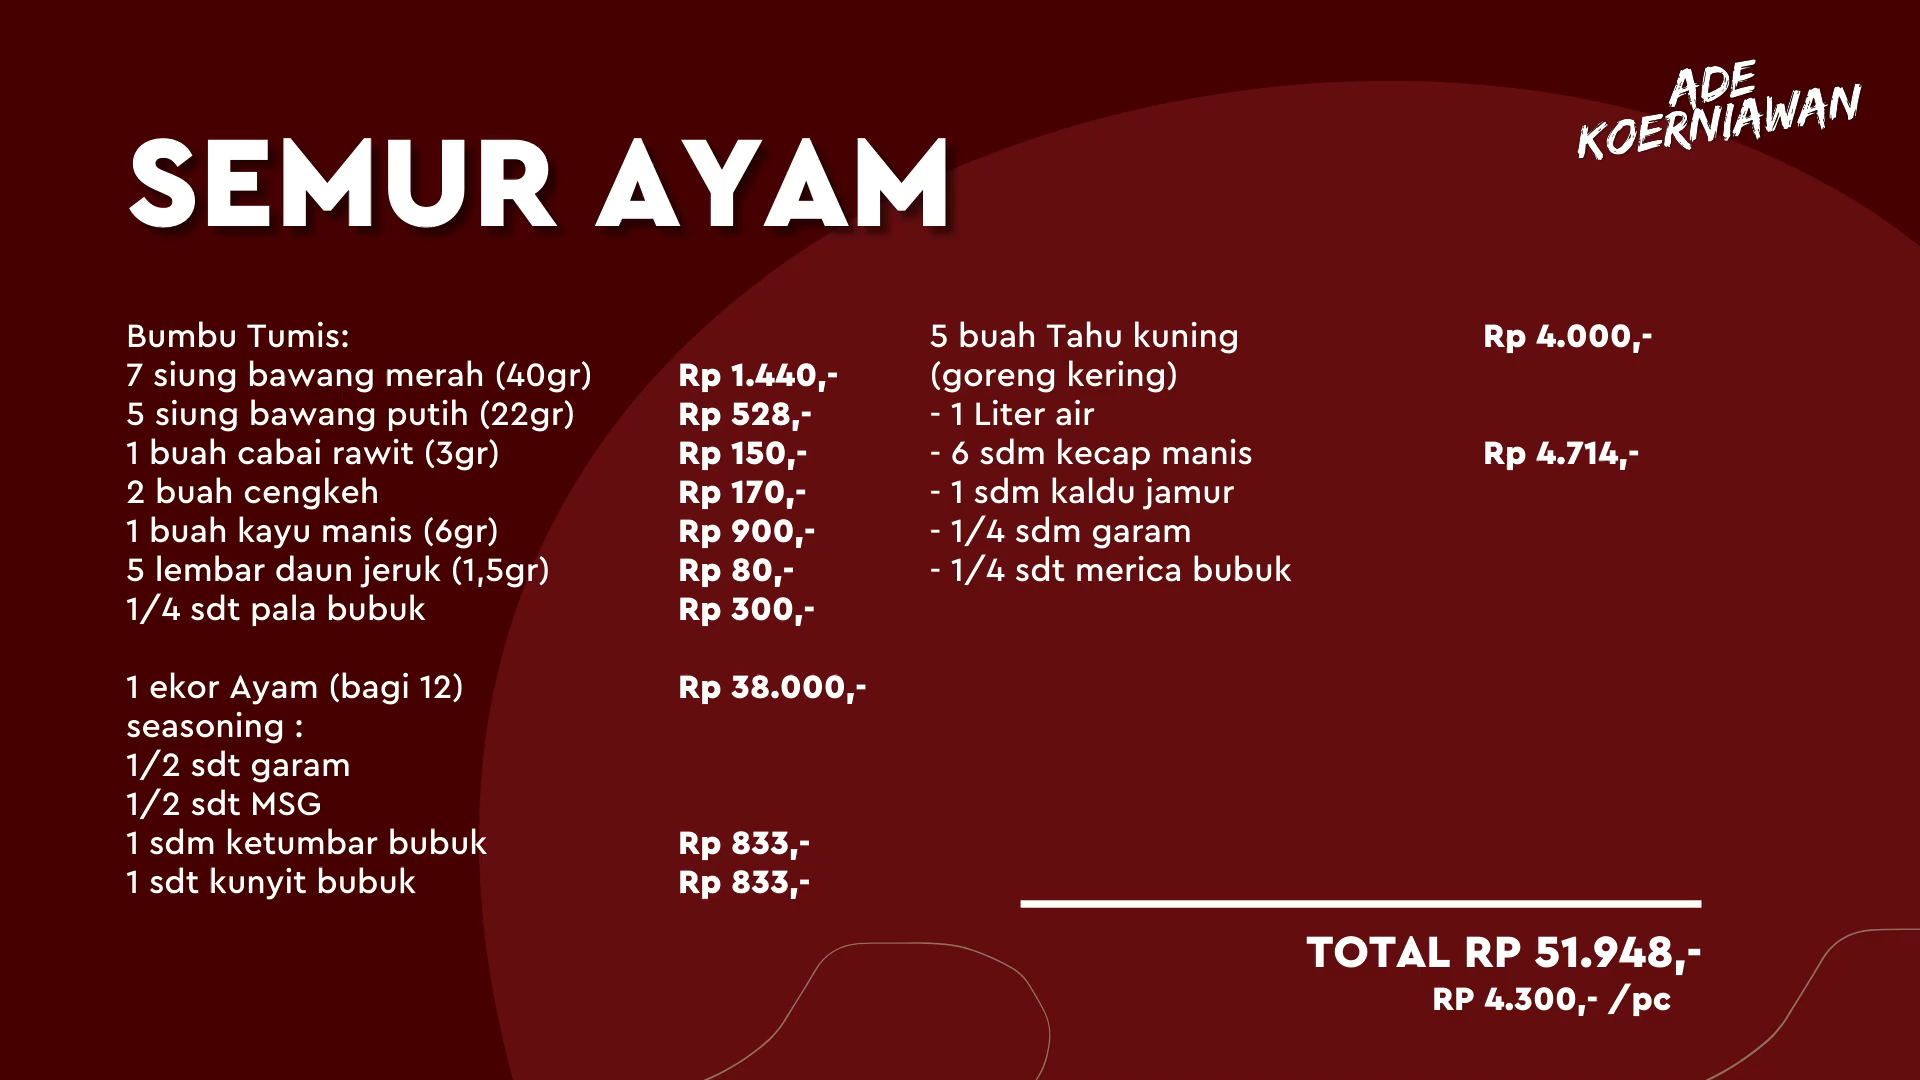 ADE
KOERNIAWAN
SEMUR AYAM
Bumbu Tumis:
7 siung bawang merah (40gr) Rp 1.440,-
5 siung bawang putih (22gr) Rp 528,-
1 buah cabai rawit (3gr) Rp 150,-
2 buah cengkeh Rp 170,-
1 buah kayu manis (6gr) Rp 900,-
5 lembar daun jeruk (1,5gr) Rp 80,-
1/4 sdt pala bubuk Rp 300,-
1 ekor Ayam (bagi 12) Rp 38.000,-
seasoning :
1/2 sdt garam
1/2 sdt MSG
1 sdm ketumbar bubuk Rp 833,-
1 sdt kunyit bubuk Rp 833,-
5 buah Tahu kuning Rp 4.000,-
(goreng kering)
- 1 Liter air
- 6 sdm kecap manis Rp 4.714,-
- 1 sdm kaldu jamur
- 1/4 sdm garam
- 1/4 sdt merica bubuk
TOTAL RP 51.948,-
RP 4.300,- /pc